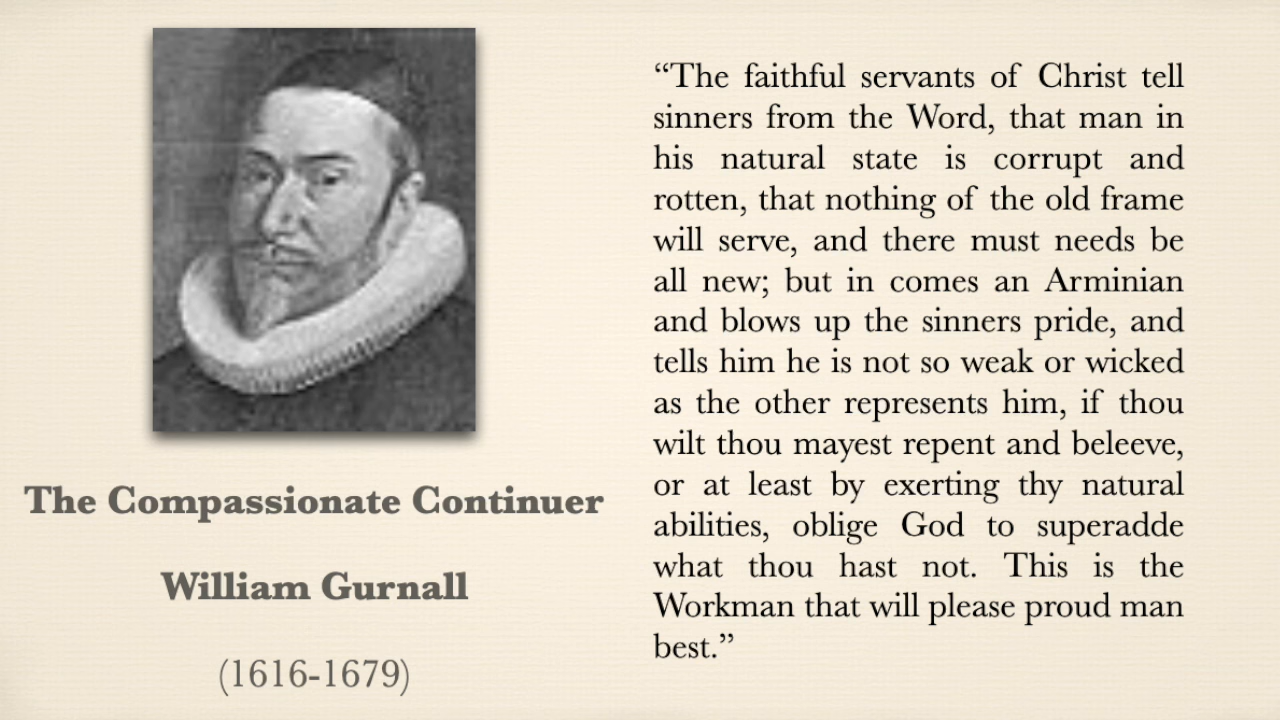 The Compassionate Continuer
William Gurnall
(1616-1679)
“The faithful servants of Christ tell
sinners from the Word, that man in
his natural state is corrupt and
rotten, that nothing of the old frame
will serve, and there must needs be
all new; but in comes an Arminian
and blows up the sinners pride, and
tells him he is not so weak or wicked
as the other represents him, if thou
wilt thou mayest repent and beleeve,
or at least by exerting thy natural
abilities, oblige God to superadde
what thou hast not. This is the
Workman that will please proud man
best.”